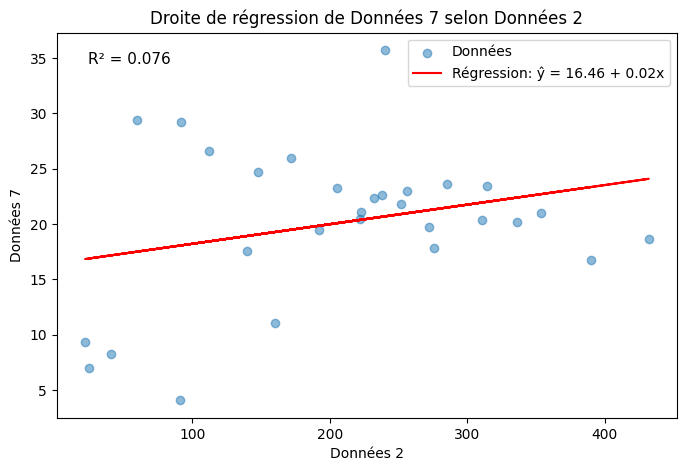 Droite de régression de Données 7 selon Données 2
R² = 0.076
Données
Régression: ŷ = 16.46 + 0.02x
35
30
25
20
15
10
5
Données 7
100
200
300
400
Données 2